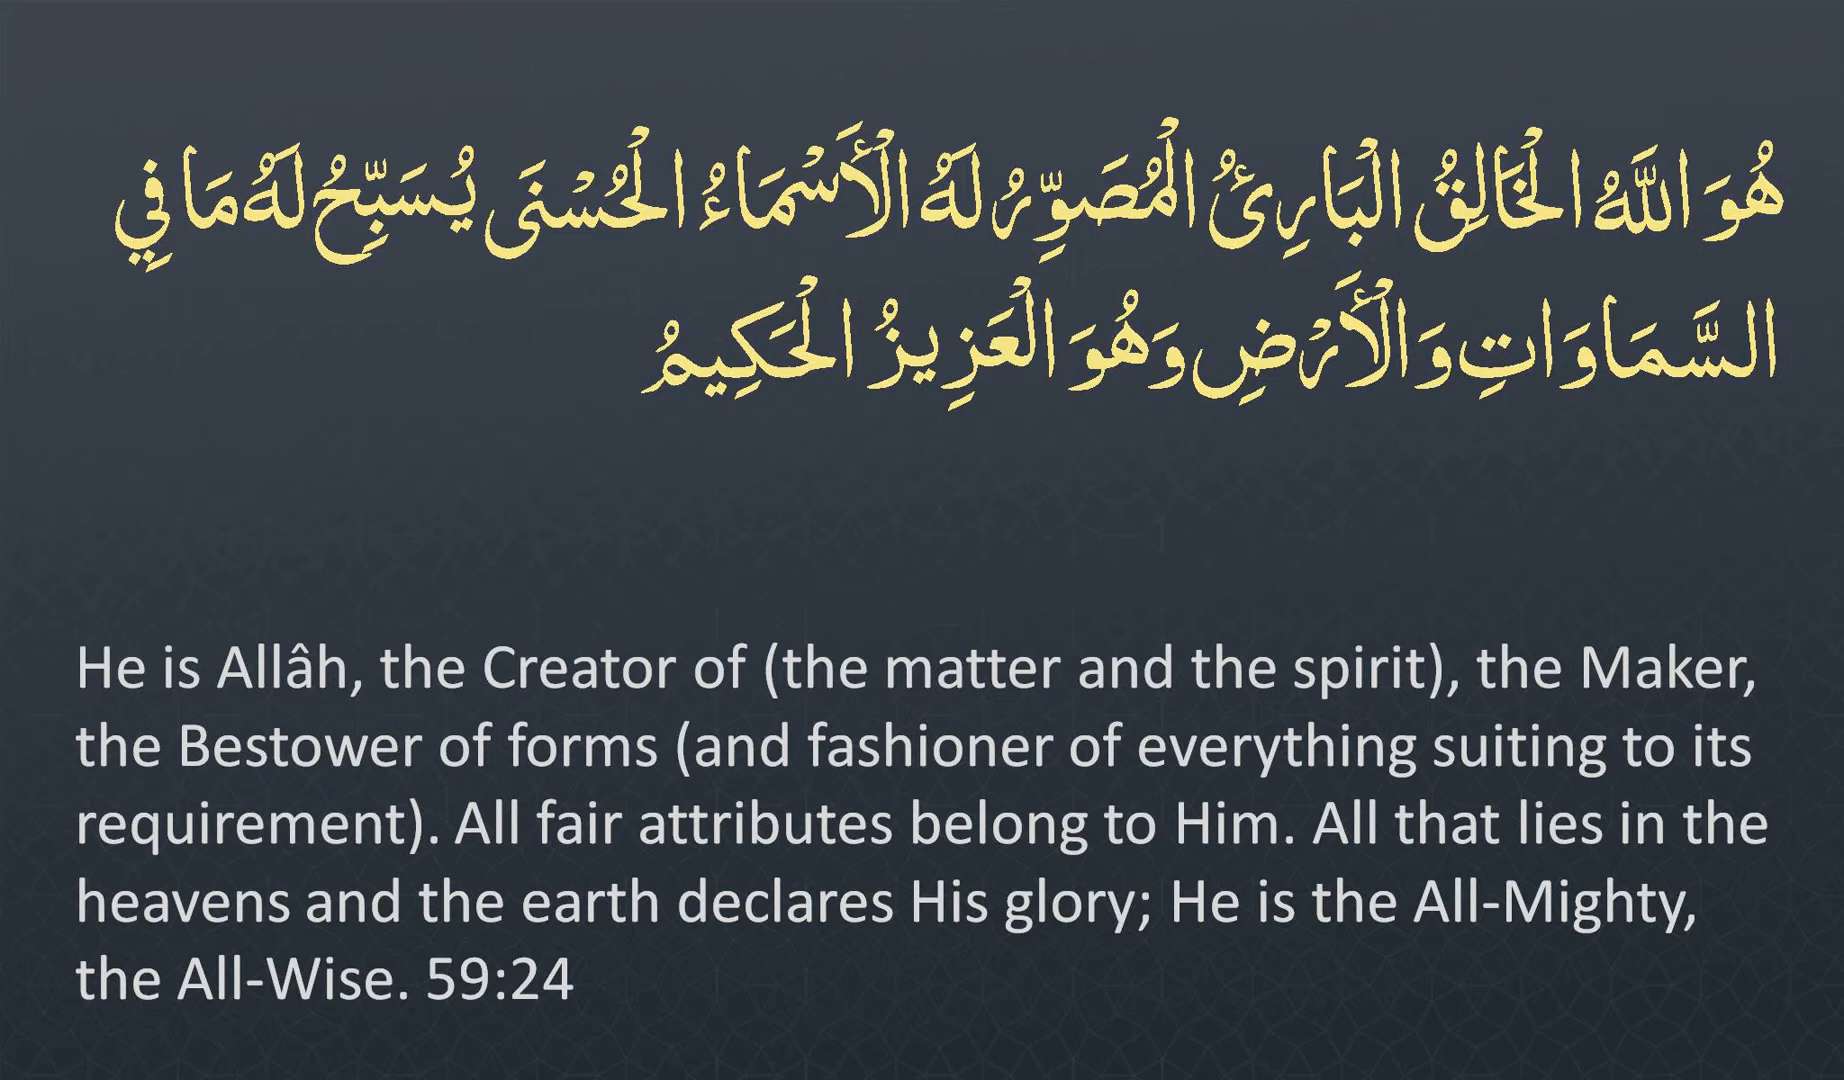 هُوَ اللَّهُ الْخَالِقُ الْبَارِئُ الْمُصَوِّرُ لَهُ الْأَسْمَاءُ الْحُسْنَى يُسَبِّحُ لَهُ مَا فِي
السَّمَاوَاتِ وَالْأَرْضِ وَهُوَ الْعَزِيزُ الْحَكِيمُ
He is Allâh, the Creator of (the matter and the spirit), the Maker,
the Bestower of forms (and fashioner of everything suiting to its
requirement). All fair attributes belong to Him. All that lies in the
heavens and the earth declares His glory; He is the All-Mighty,
the All-Wise. 59:24